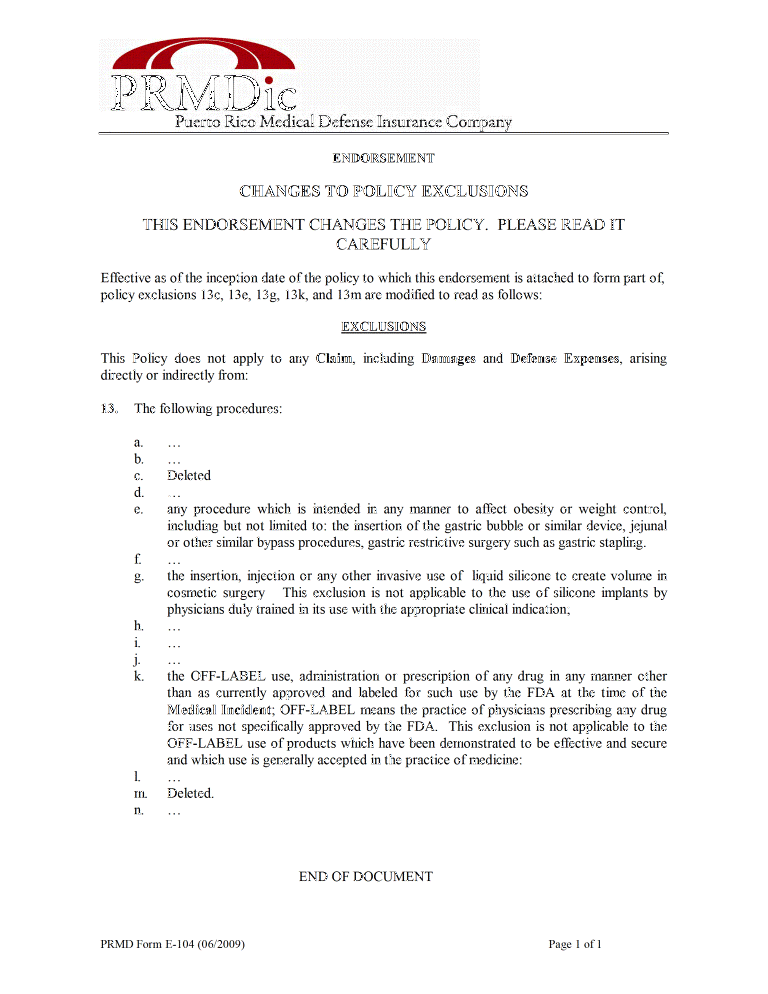 PRMDic
Puerto Rico Medical Defense Insurance Company
ENDORSEMENT
CHANGES TO POLICY EXCLUSIONS
THIS ENDORSEMENT CHANGES THE POLICY. PLEASE READ IT
CAREFULLY
Effective as of the inception date of the policy to which this endorsement is attached to form part of,
policy exclusions 13c, 13e, 13g, 13k, and 13m are modified to read as follows:
EXCLUSIONS
This Policy does not apply to any Claim, including Damages and Defense Expenses, arising
directly or indirectly from:
13. The following procedures:
a. …
b. …
c. Deleted
d. …
e. any procedure which is intended in any manner to affect obesity or weight control,
including but not limited to: the insertion of the gastric bubble or similar device, jejunal
or other similar bypass procedures, gastric restrictive surgery such as gastric stapling.
f. …
g. the insertion, injection or any other invasive use of liquid silicone to create volume in
cosmetic surgery This exclusion is not applicable to the use of silicone implants by
physicians duly trained in its use with the appropriate clinical indication;
h. …
i. …
j. …
k. the OFF-LABEL use, administration or prescription of any drug in any manner other
than as currently approved and labeled for such use by the FDA at the time of the
Medical Incident; OFF-LABEL means the practice of physicians prescribing any drug
for uses not specifically approved by the FDA. This exclusion is not applicable to the
OFF-LABEL use of products which have been demonstrated to be effective and secure
and which use is generally accepted in the practice of medicine:
l. …
m. Deleted.
n. …
END OF DOCUMENT
PRMD Form E-104 (06/2009) Page 1 of 1